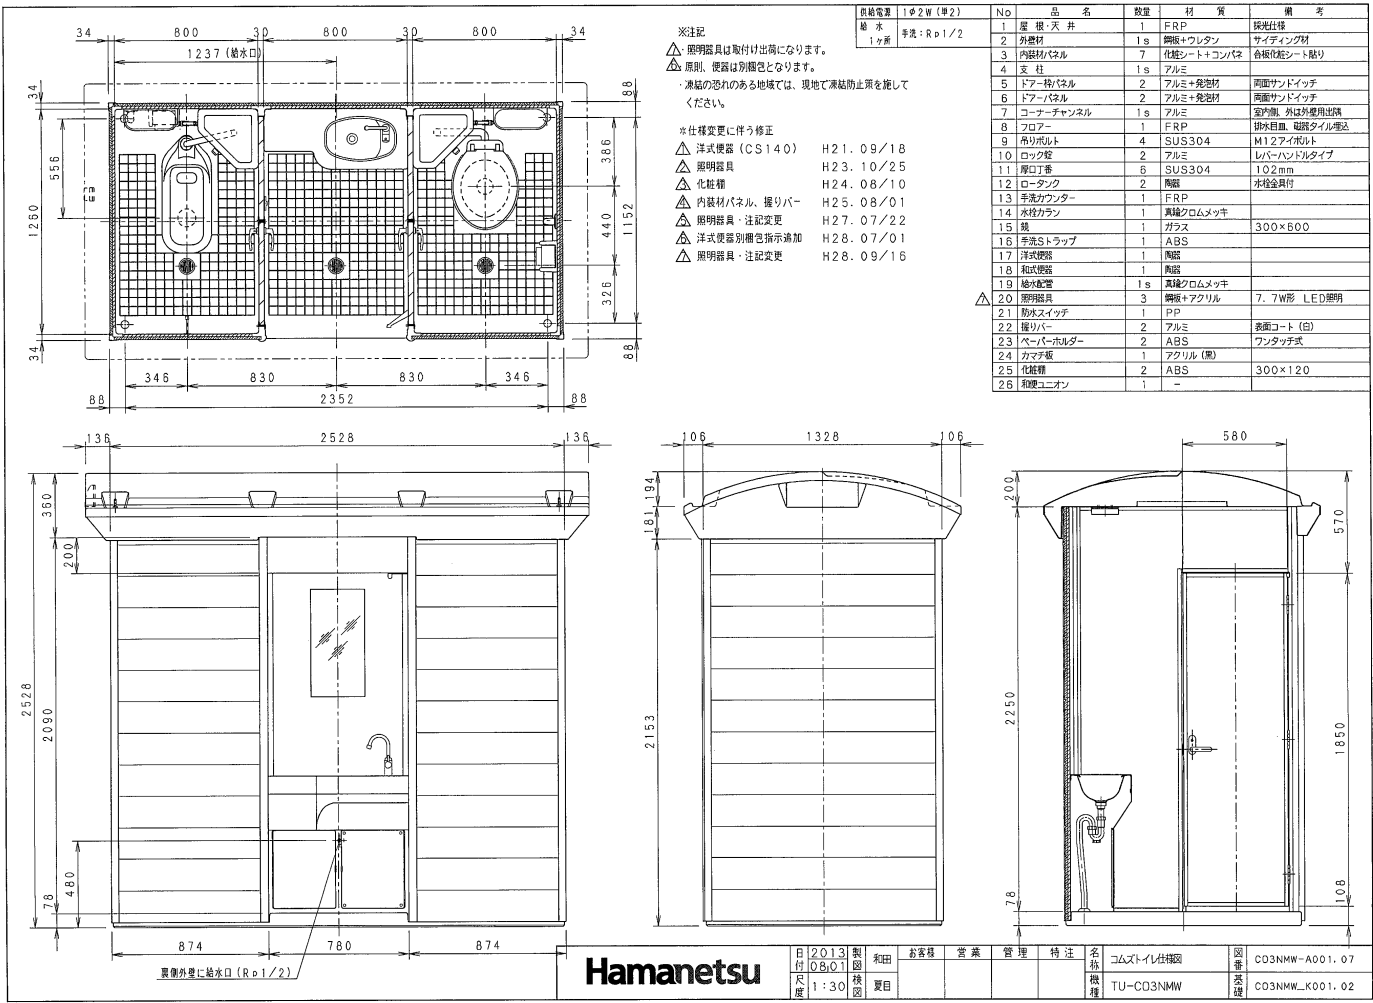 供給電源 1φ2W(単2)
給水 1ヶ所 手洗:Rp1/2
※注記
7 ・照明器具は取付け出荷になります。
6 ・原則、便器は別梱包となります。
・凍結の恐れのある地域では、現地で凍結防止策を施して
ください。
※仕様変更に伴う修正
1 洋式便器(CS140) H21.09/18
2 照明器具 H23.10/25
3 化粧棚 H24.08/10
4 内装材パネル、握りバー H25.08/01
5 照明器具・注記変更 H27.07/22
6 洋式便器別梱包指示追加 H28.07/01
7 照明器具・注記変更 H28.09/16
No 品名 数量 材質 備考
1 屋根・天井 1 FRP 採光仕様
2 外壁材 1s 鋼板+ウレタン サイディング材
3 内装材パネル 7 化粧シート+コンパネ 合板化粧シート貼り
4 支柱 1s アルミ
5 ドアー枠パネル 2 アルミ+発泡材 両面サンドイッチ
6 ドアーパネル 2 アルミ+発泡材 両面サンドイッチ
7 コーナーチャンネル 1s アルミ 室内側、外は外壁用出隅
8 フロアー 1 FRP 排水目皿、磁器タイル埋込
9 吊りボルト 4 SUS304 M12アイボルト
10 ロック錠 2 アルミ レバーハンドルタイプ
11 厚口丁番 6 SUS304 102mm
12 ロータンク 2 陶器 水栓金具付
13 手洗カウンター 1 FRP
14 水栓カラン 1 真鍮クロムメッキ
15 鏡 1 ガラス 300×600
16 手洗Sトラップ 1 ABS
17 洋式便器 1 陶器
18 和式便器 1 陶器
19 給水配管 1s 真鍮クロムメッキ
7 20 照明器具 3 鋼板+アクリル 7.7W形 LED照明
21 防水スイッチ 1 PP
22 握りバー 2 アルミ 表面コート(白)
23 ペーパーホルダー 2 ABS ワンタッチ式
24 カマチ板 1 アクリル(黒)
25 化粧棚 2 ABS 300×120
26 和便ユニオン 1 −
34 800 30 800 30 800 34
1237(給水口)
34
556
1260
34
88
386
440
1152
326
88
346 830 830 346
88 2352 88
136 2528 136
360
200
2528
2090
480
78
874 780 874
裏側外壁に給水口(Rp1/2)
106 1328 106
194
181
2153
580
200
570
2250
1850
78
108
Hamanetsu
日付 2013 08.01 製図 和田 お客様 営業 管理 特注 名称 コムズトイレ仕様図 図番 C03NMW-A001.07
尺度 1:30 検図 夏目 機種 TU-C03NMW 基礎 C03NMW_K001.02